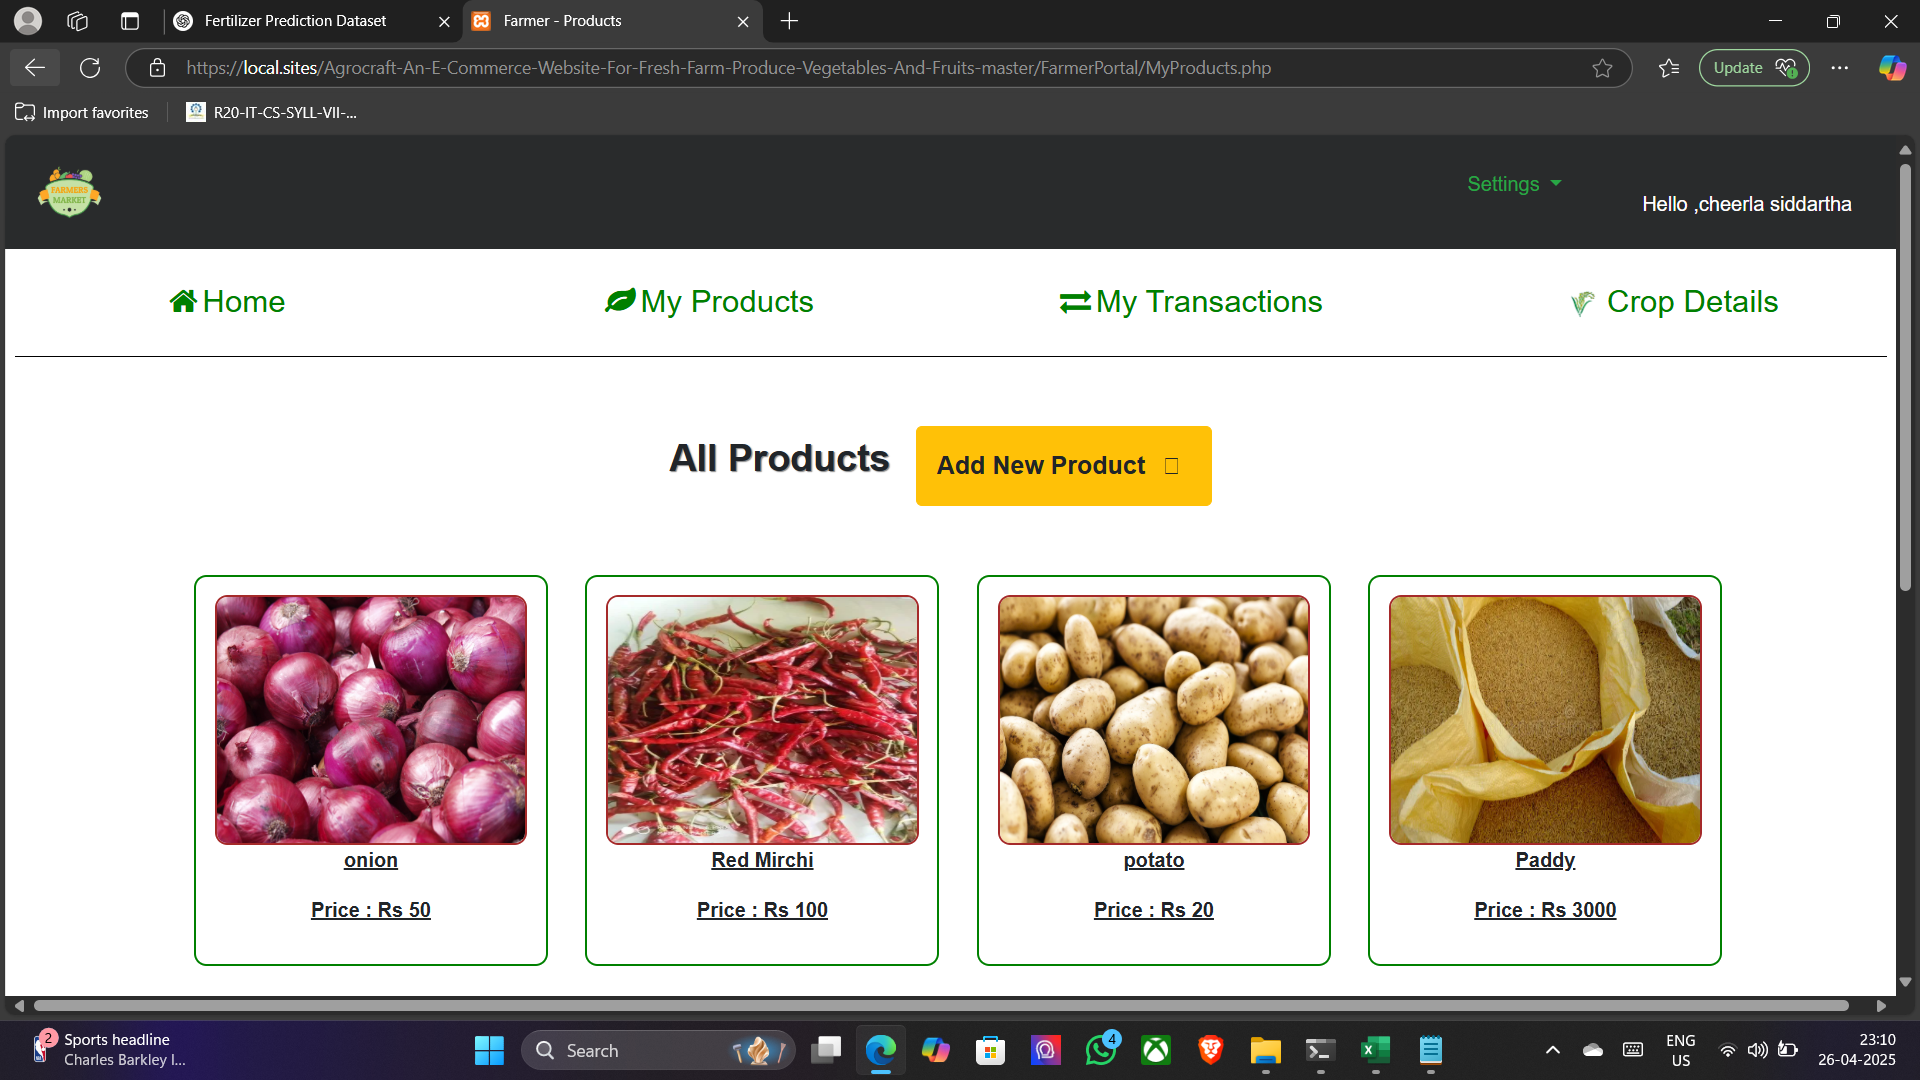 Fertilizer Prediction Dataset
Farmer - Products
https://local.sites/Agrocraft-An-E-Commerce-Website-For-Fresh-Farm-Produce-Vegetables-And-Fruits-master/FarmerPortal/MyProducts.php
Update
Import favorites
R20-IT-CS-SYLL-VII-...
FARMERS
MARKET
Settings
Hello ,cheerla siddartha
Home
My Products
My Transactions
Crop Details
All Products
Add New Product
onion
Price : Rs 50
Red Mirchi
Price : Rs 100
potato
Price : Rs 20
Paddy
Price : Rs 3000
2
Sports headline
Charles Barkley I...
Search
4
ENG
US
23:10
26-04-2025